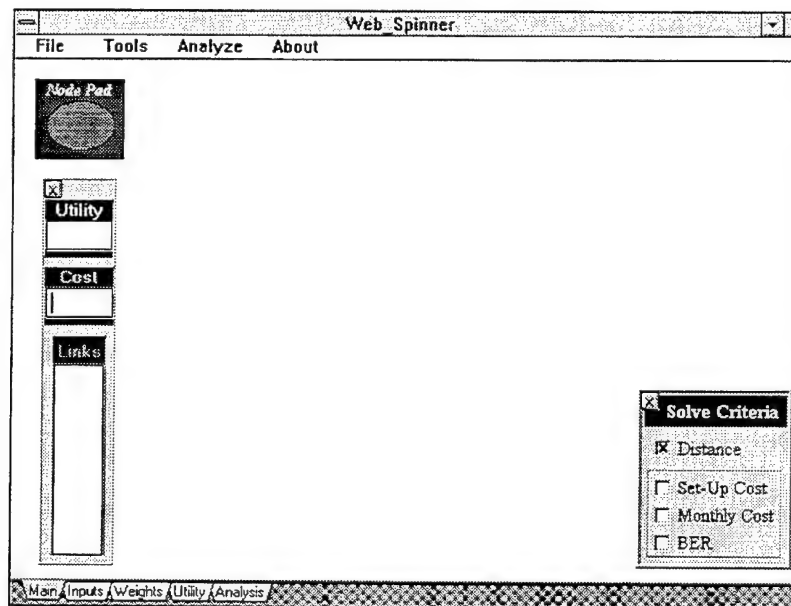 Web_Spinner
File Tools Analyze About
Node Pad
X
Utility
Cost
Links
X
Solve Criteria
Distance
Set-Up Cost
Monthly Cost
BER
Main Inputs Weights Utility Analysis